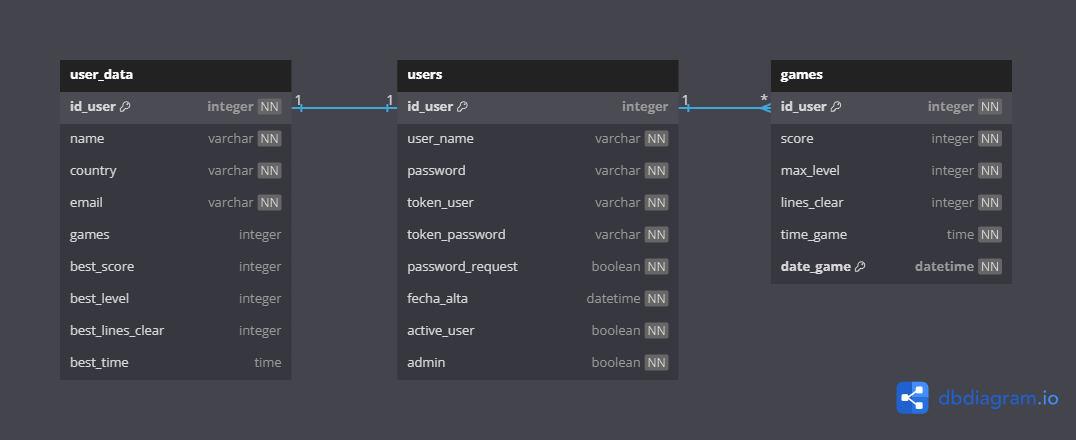 user_data
id_user integer NN
name varchar NN
country varchar NN
email varchar NN
games integer
best_score integer
best_level integer
best_lines_clear integer
best_time time
1 1
users
id_user integer
user_name varchar NN
password varchar NN
token_user varchar NN
token_password varchar NN
password_request boolean NN
fecha_alta datetime NN
active_user boolean NN
admin boolean NN
1 *
games
id_user integer NN
score integer NN
max_level integer NN
lines_clear integer NN
time_game time NN
date_game datetime NN
dbdiagram.io